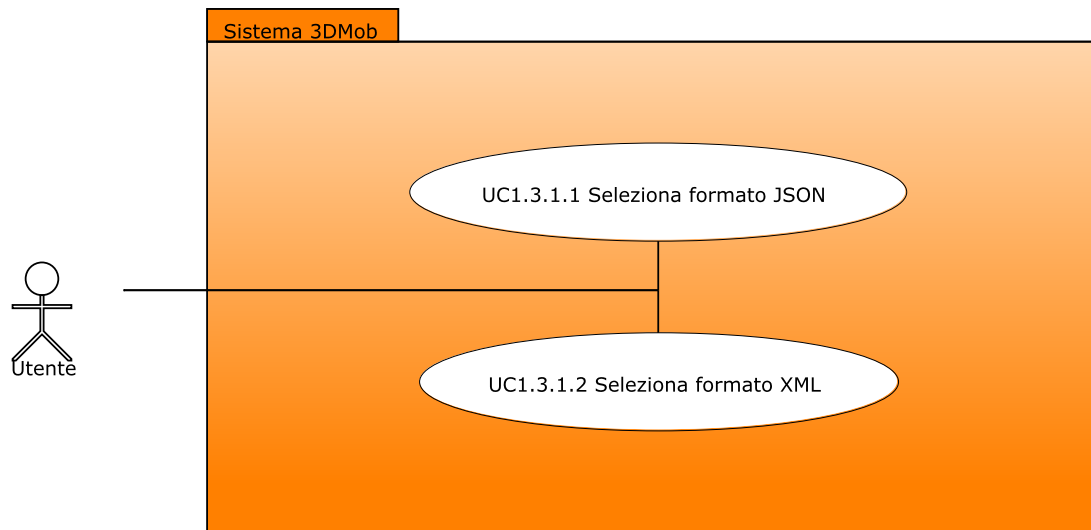 Sistema 3DMob
UC1.3.1.1 Seleziona formato JSON
Utente
UC1.3.1.2 Seleziona formato XML